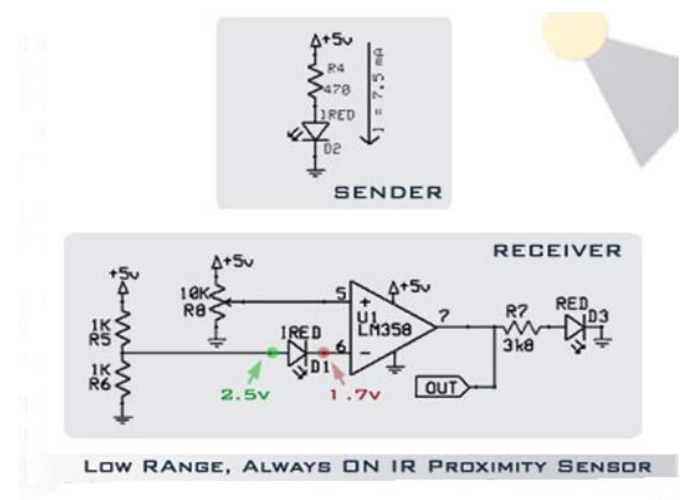 +5v
R4
470
I = 7.5 mA
IRED
D2
SENDER
RECEIVER
+5v
+5v
10K
R8
5
+
+5v
1K
R5
U1
LM358
7
R7
3k8
RED
D3
IRED
D1
6
−
1K
R6
2.5v
1.7v
OUT
LOW RANGE, ALWAYS ON IR PROXIMITY SENSOR